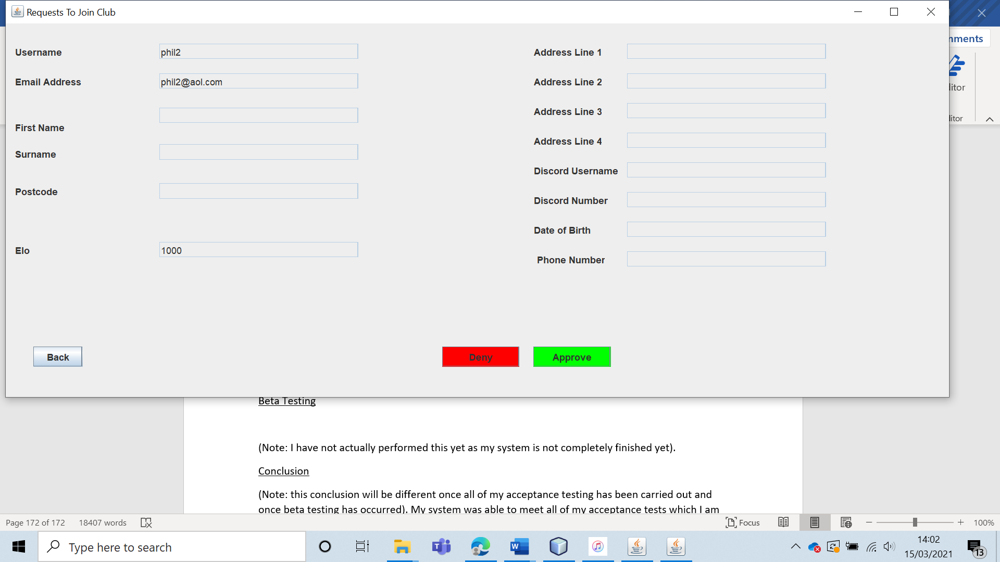 Requests To Join Club
Username
phil2
Email Address
phil2@aol.com
First Name
Surname
Postcode
Elo
1000
Address Line 1
Address Line 2
Address Line 3
Address Line 4
Discord Username
Discord Number
Date of Birth
Phone Number
Back
Deny
Approve
Beta Testing
(Note: I have not actually performed this yet as my system is not completely finished yet).
Conclusion
(Note: this conclusion will be different once all of my acceptance testing has been carried out and
once beta testing has occurred). My system was able to meet all of my acceptance tests which I am
Page 172 of 172
18407 words
Focus
100%
Type here to search
14:02
15/03/2021
13